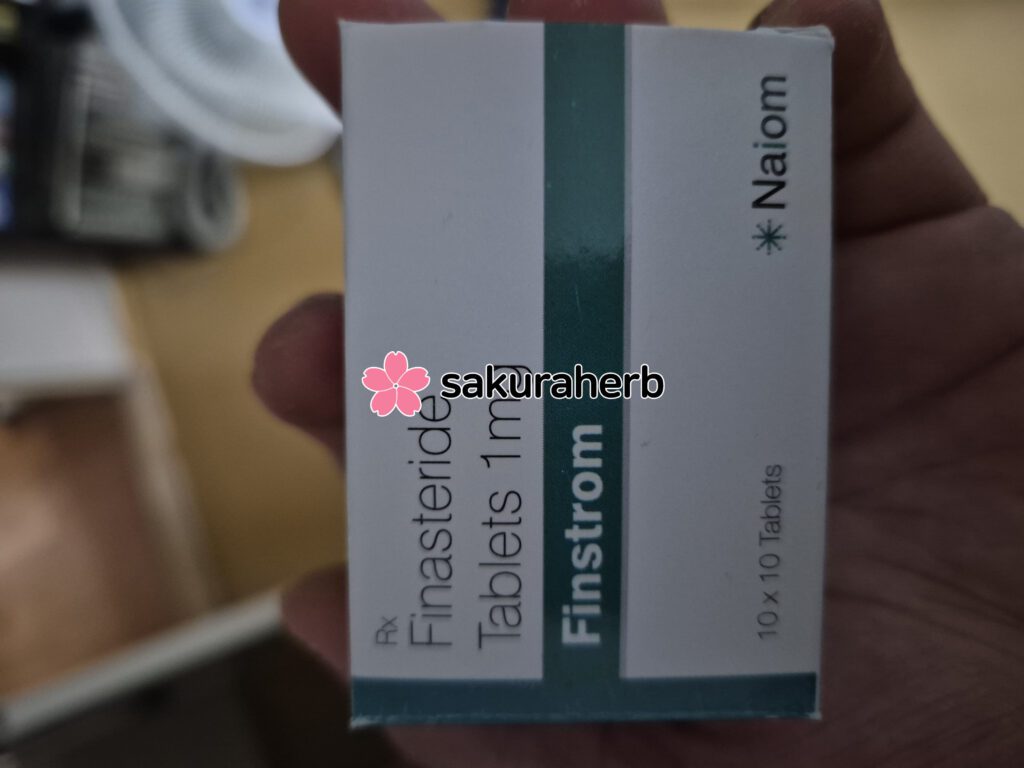 Rx
Finasteride
Tablets 1mg
Finstrom
10 x 10 Tablets
Naiom
sakuraherb